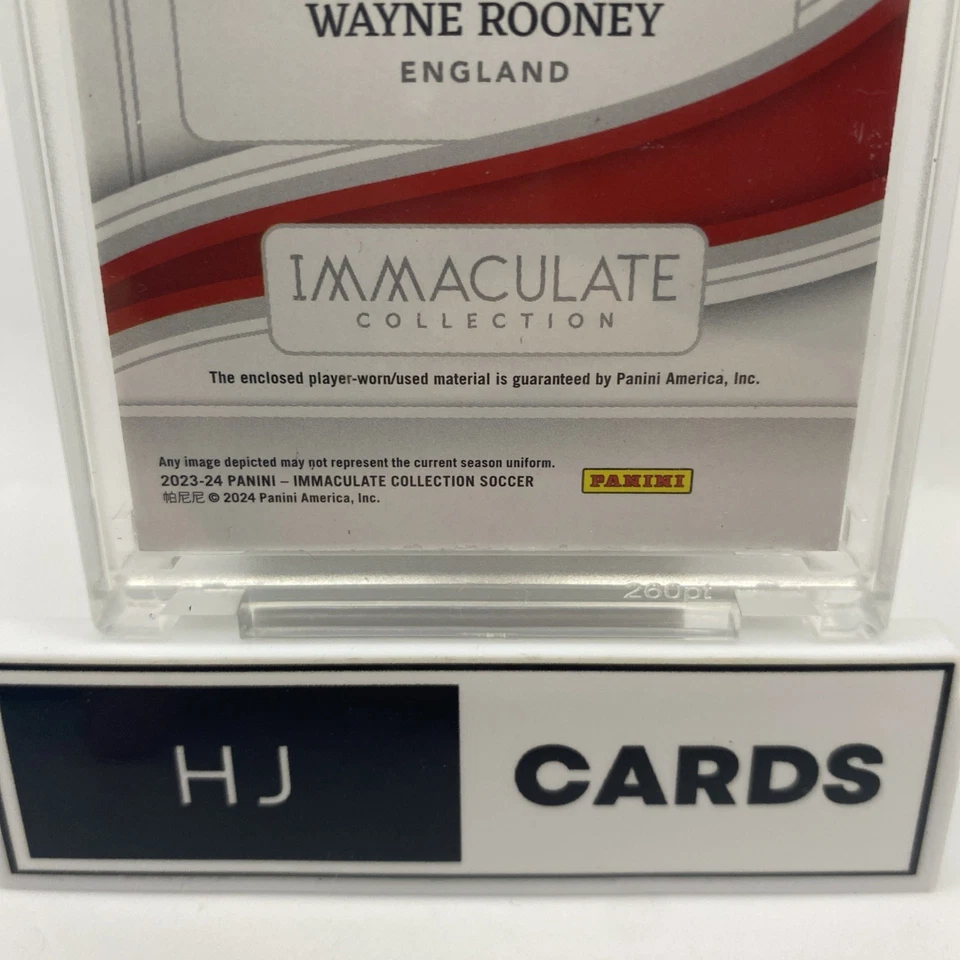 WAYNE ROONEY
ENGLAND
IMMACULATE
COLLECTION
The enclosed player-worn/used material is guaranteed by Panini America, Inc.
Any image depicted may not represent the current season uniform.
2023-24 PANINI – IMMACULATE COLLECTION SOCCER
帕尼尼 © 2024 Panini America, Inc.
PANINI
260pt
HJ CARDS